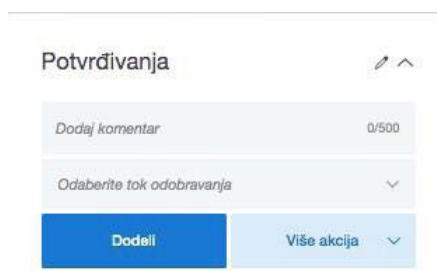 Potvrđivanja
Dodaj komentar 0/500
Odaberite tok odobravanja
Dodeli Više akcija